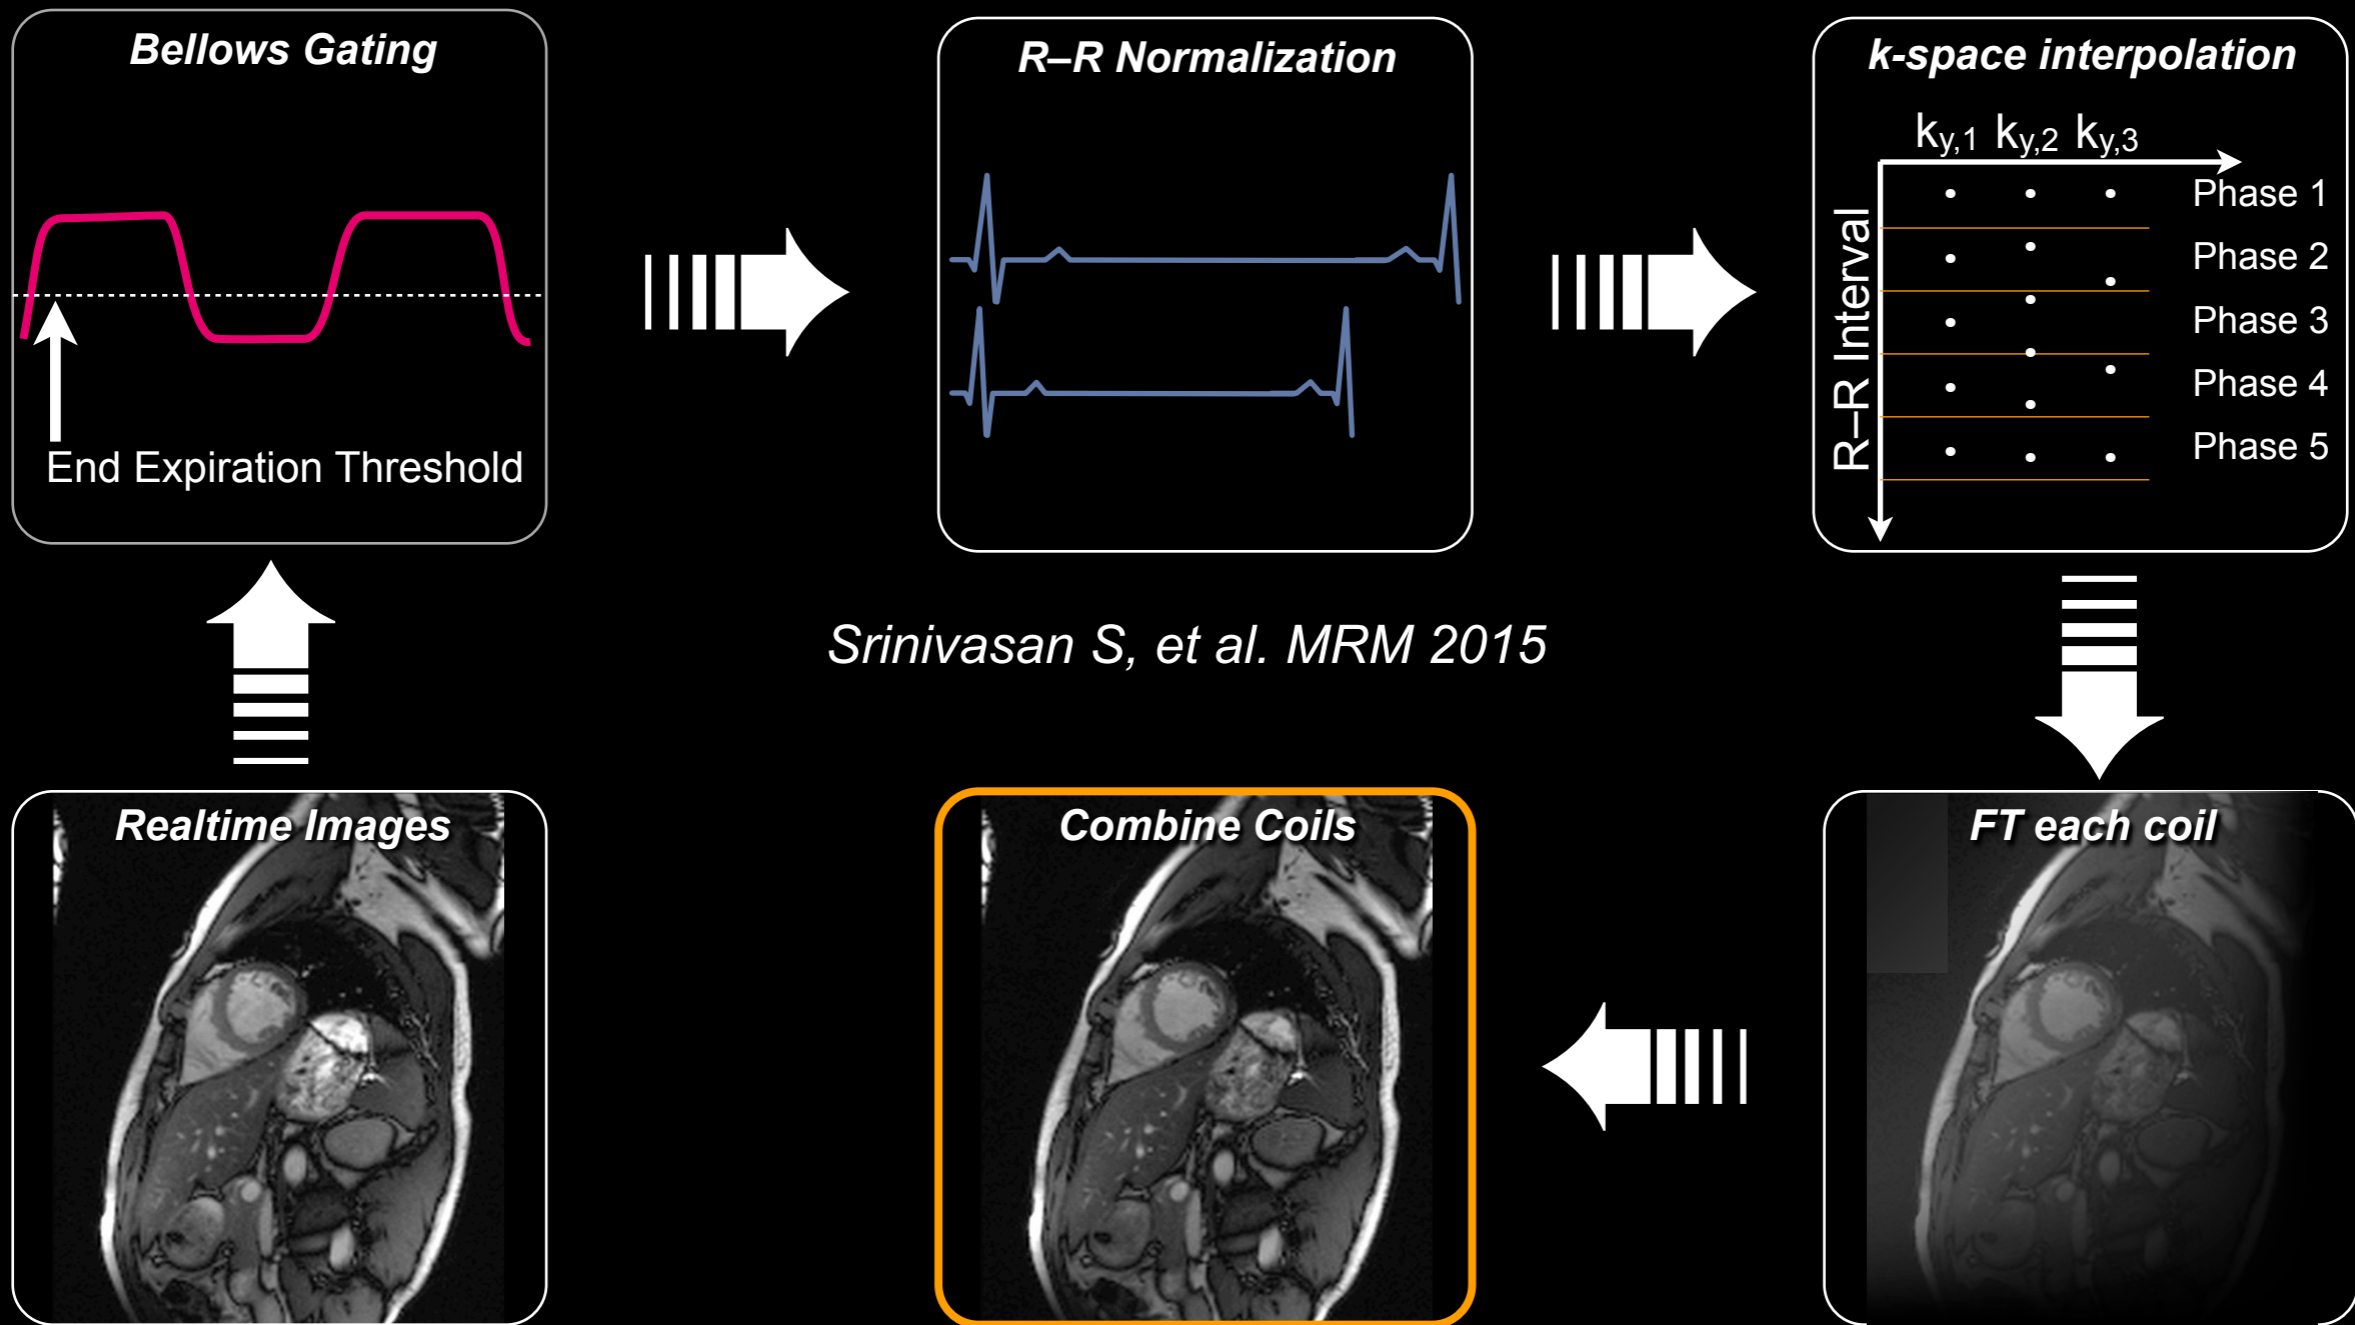 Bellows Gating
End Expiration Threshold
R–R Normalization
k-space interpolation
ky,1 ky,2 ky,3
R–R Interval
Phase 1
Phase 2
Phase 3
Phase 4
Phase 5
Srinivasan S, et al. MRM 2015
Realtime Images
Combine Coils
FT each coil